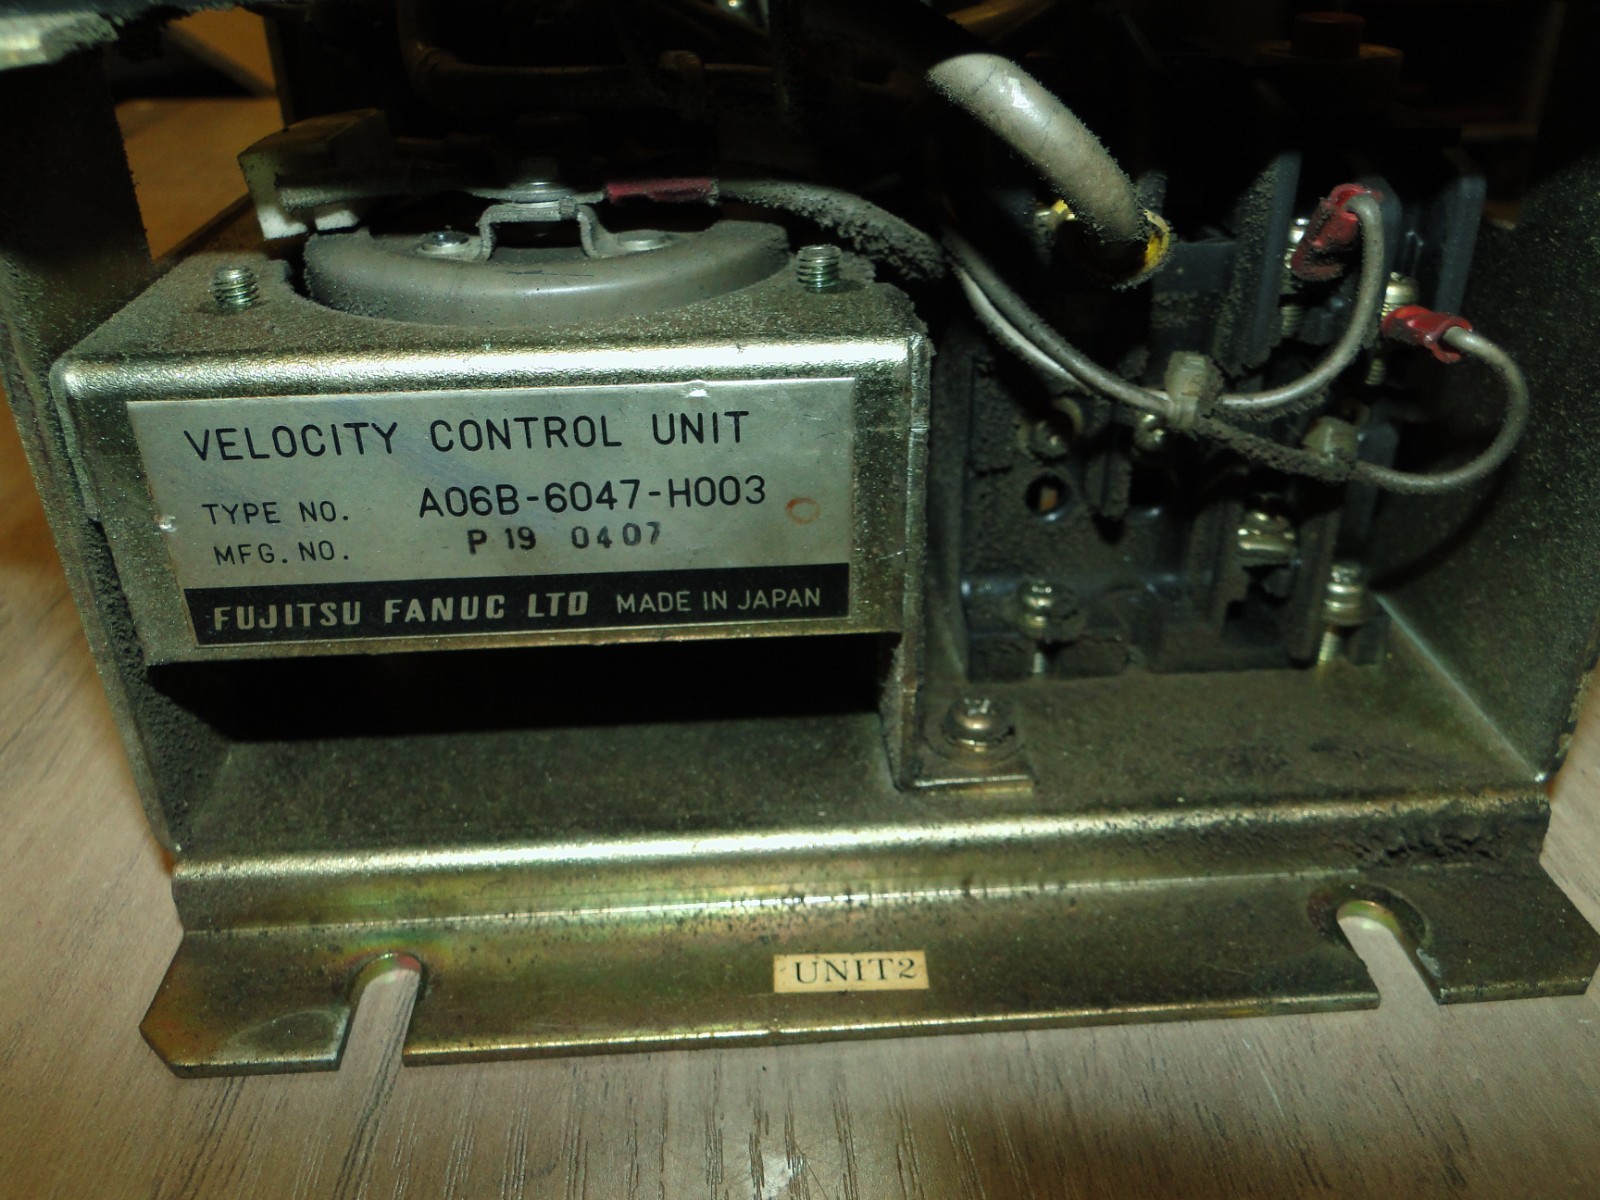 VELOCITY CONTROL UNIT
TYPE NO. A06B-6047-H003
MFG. NO. P 19 0407
FUJITSU FANUC LTD MADE IN JAPAN
UNIT2